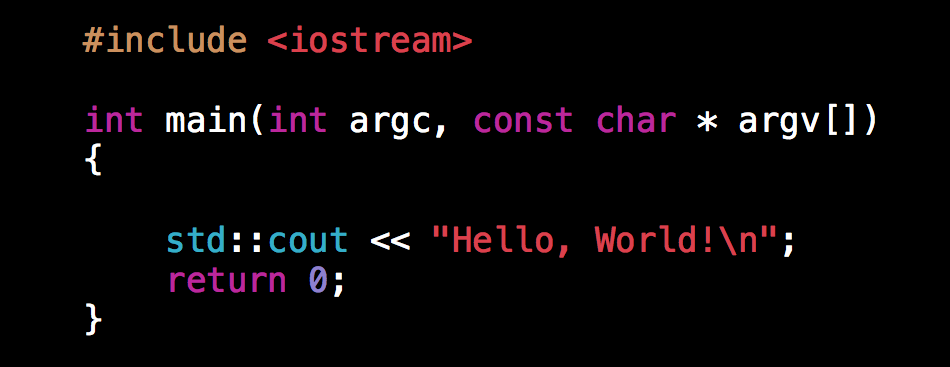 #include <iostream>
int main(int argc, const char * argv[])
{
std::cout << "Hello, World!\n";
return 0;
}